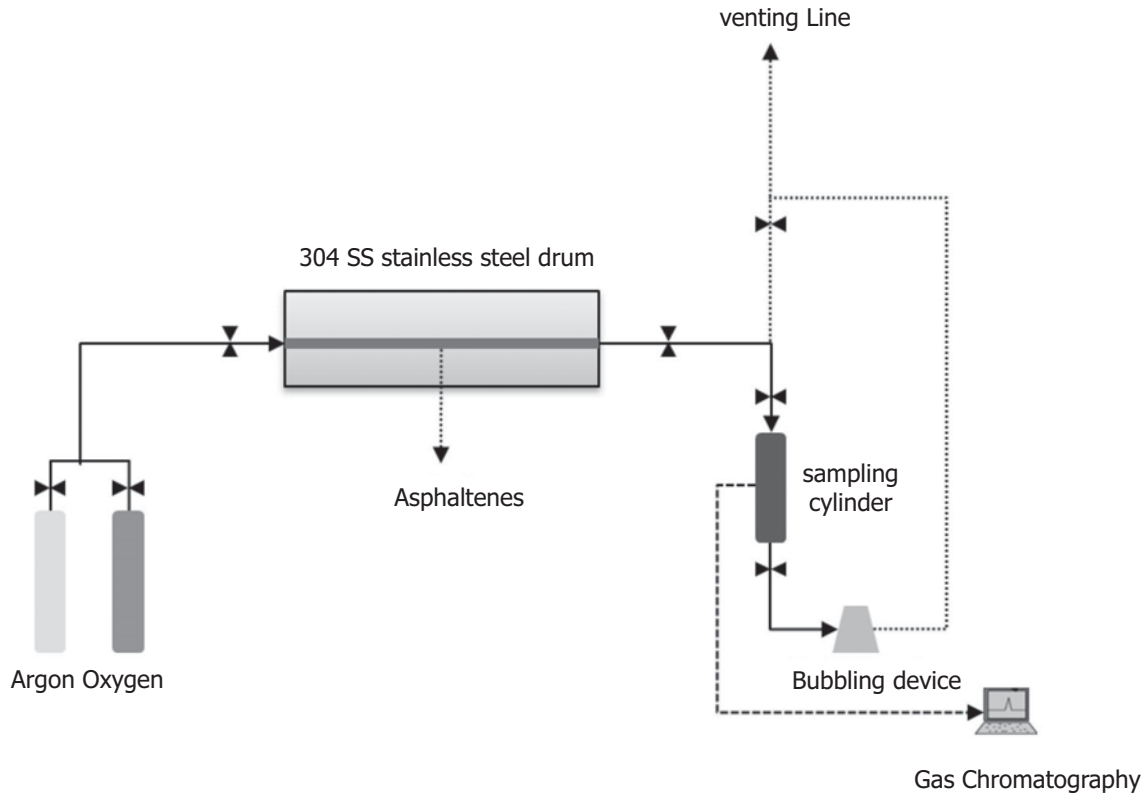 venting Line
304 SS stainless steel drum
Asphaltenes
sampling
cylinder
Argon Oxygen
Bubbling device
Gas Chromatography